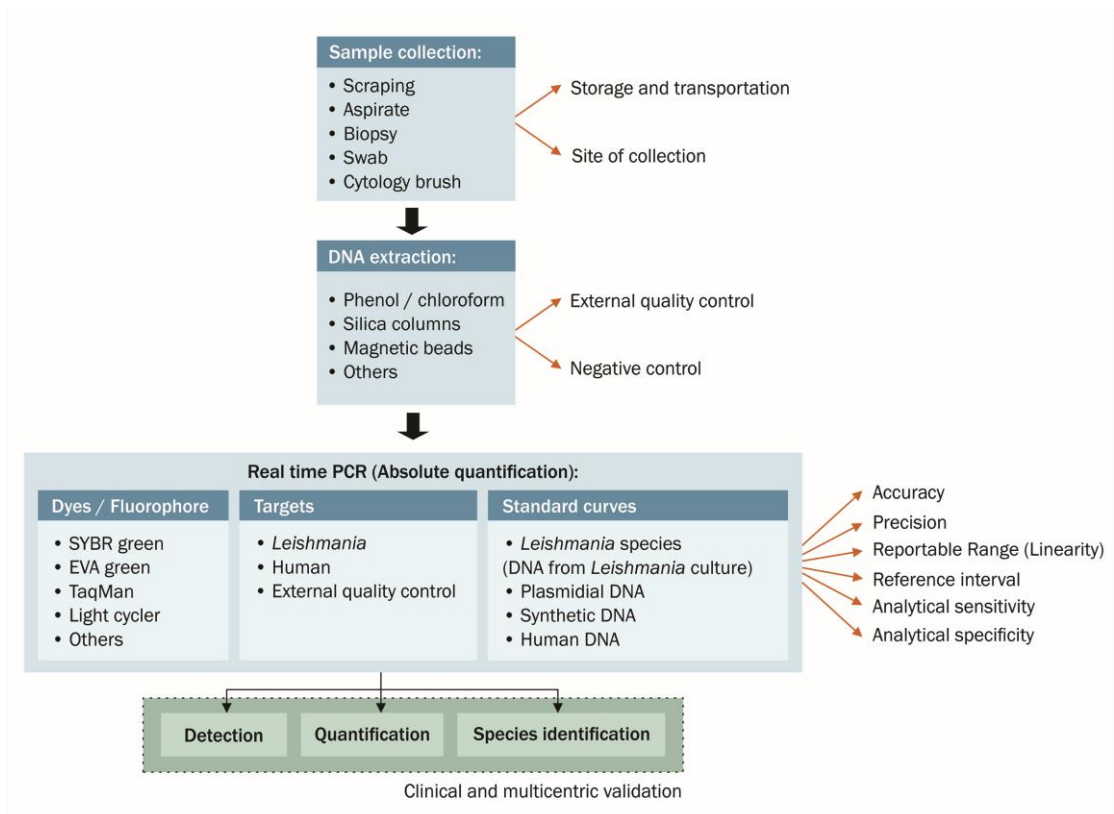 Sample collection:
• Scraping
• Aspirate
• Biopsy
• Swab
• Cytology brush
Storage and transportation
Site of collection
DNA extraction:
• Phenol / chloroform
• Silica columns
• Magnetic beads
• Others
External quality control
Negative control
Real time PCR (Absolute quantification):
Dyes / Fluorophore
• SYBR green
• EVA green
• TaqMan
• Light cycler
• Others
Targets
• Leishmania
• Human
• External quality control
Standard curves
• Leishmania species
(DNA from Leishmania culture)
• Plasmidial DNA
• Synthetic DNA
• Human DNA
Accuracy
Precision
Reportable Range (Linearity)
Reference interval
Analytical sensitivity
Analytical specificity
Detection
Quantification
Species identification
Clinical and multicentric validation